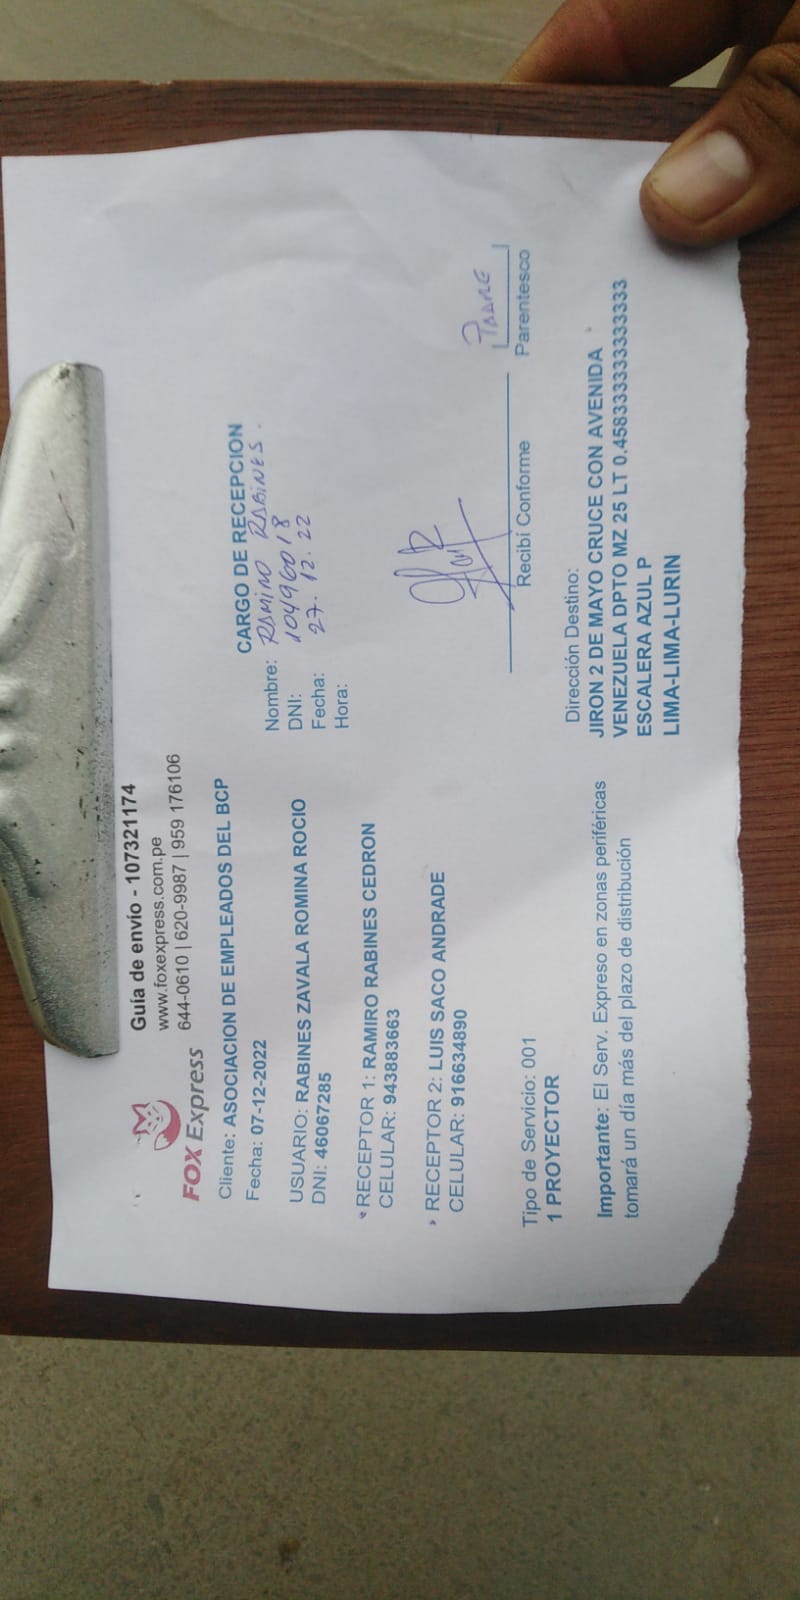 FOX Express
Guía de envío - 107321174
www.foxexpress.com.pe
644-0610 | 620-9987 | 959 176106
Cliente: ASOCIACION DE EMPLEADOS DEL BCP
Fecha: 07-12-2022
USUARIO: RABINES ZAVALA ROMINA ROCIO
DNI: 46067285
RECEPTOR 1: RAMIRO RABINES CEDRON
CELULAR: 943883663
RECEPTOR 2: LUIS SACO ANDRADE
CELULAR: 916634890
Tipo de Servicio: 001
1 PROYECTOR
Importante: El Serv. Expreso en zonas periféricas
tomará un día más del plazo de distribución
CARGO DE RECEPCION
Nombre: RAMIRO RABINES.
DNI: 10496018
Fecha: 27.12.22
Hora:
Recibí Conforme
PADRE
Parentesco
Dirección Destino:
JIRON 2 DE MAYO CRUCE CON AVENIDA
VENEZUELA DPTO MZ 25 LT 0.458333333333333
ESCALERA AZUL P
LIMA-LIMA-LURIN